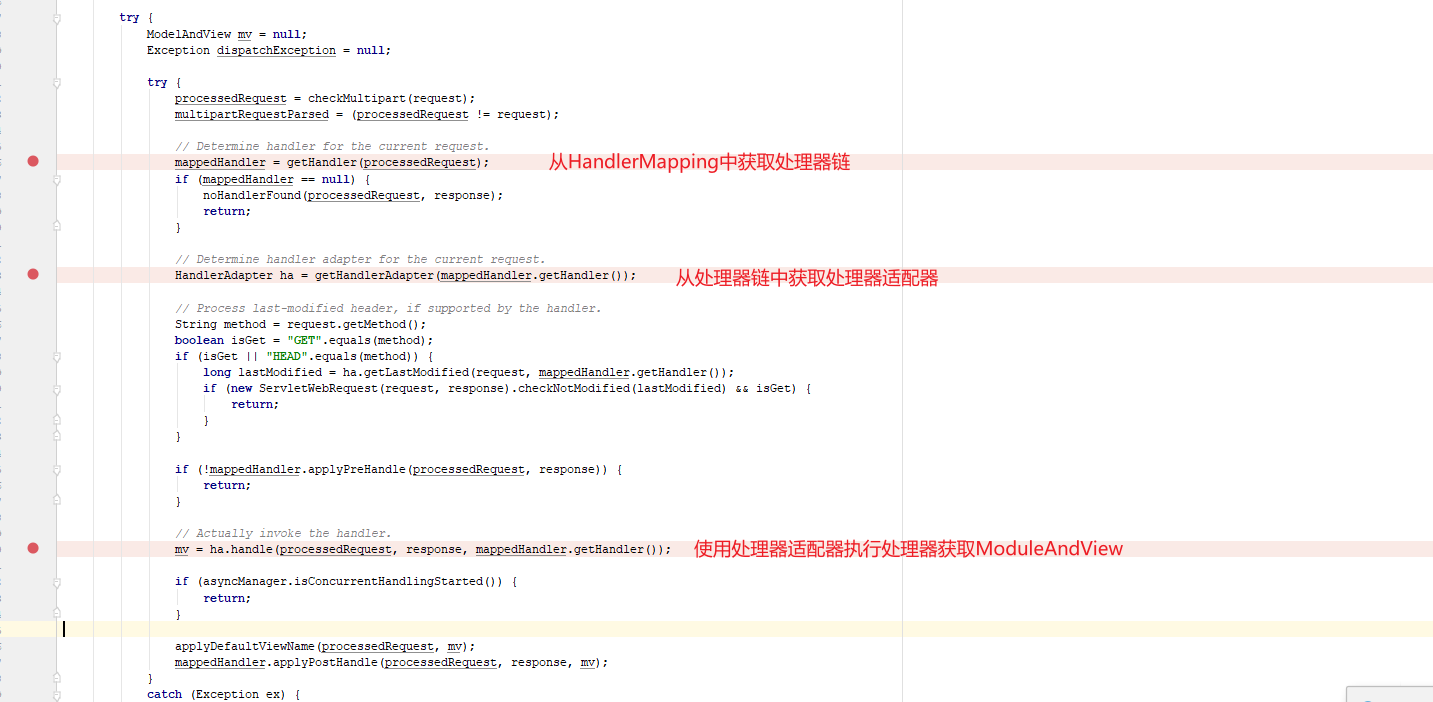 try {
ModelAndView mv = null;
Exception dispatchException = null;
try {
processedRequest = checkMultipart(request);
multipartRequestParsed = (processedRequest != request);
// Determine handler for the current request.
mappedHandler = getHandler(processedRequest); 从HandlerMapping中获取处理器链
if (mappedHandler == null) {
noHandlerFound(processedRequest, response);
return;
}
// Determine handler adapter for the current request.
HandlerAdapter ha = getHandlerAdapter(mappedHandler.getHandler()); 从处理器链中获取处理器适配器
// Process last-modified header, if supported by the handler.
String method = request.getMethod();
boolean isGet = "GET".equals(method);
if (isGet || "HEAD".equals(method)) {
long lastModified = ha.getLastModified(request, mappedHandler.getHandler());
if (new ServletWebRequest(request, response).checkNotModified(lastModified) && isGet) {
return;
}
}
if (!mappedHandler.applyPreHandle(processedRequest, response)) {
return;
}
// Actually invoke the handler.
mv = ha.handle(processedRequest, response, mappedHandler.getHandler()); 使用处理器适配器执行处理器获取ModuleAndView
if (asyncManager.isConcurrentHandlingStarted()) {
return;
}
applyDefaultViewName(processedRequest, mv);
mappedHandler.applyPostHandle(processedRequest, response, mv);
}
catch (Exception ex) {